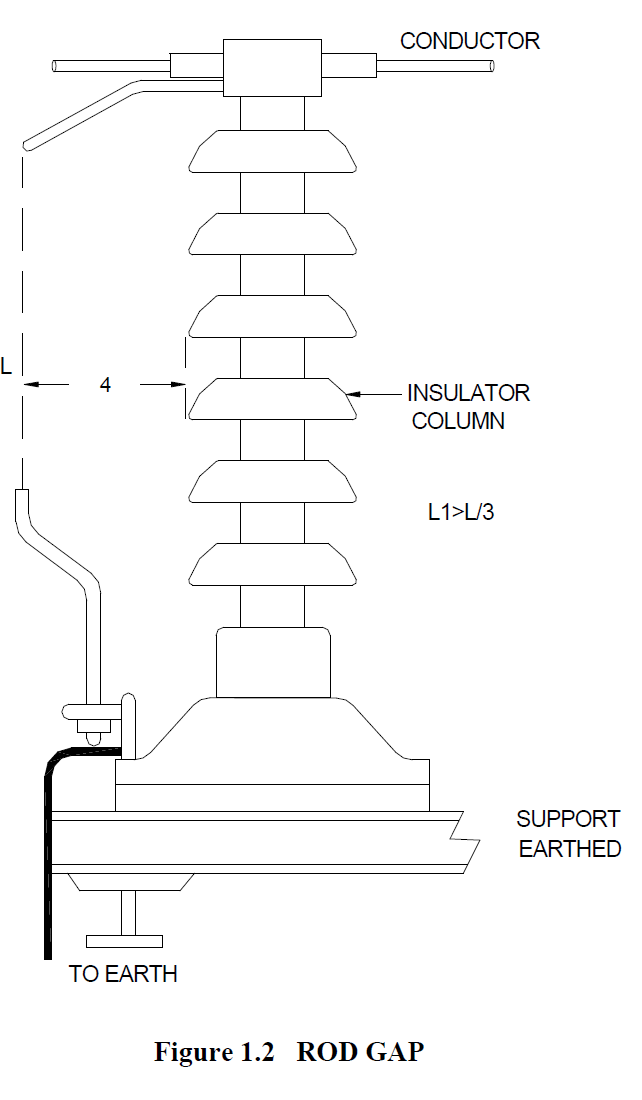 CONDUCTOR
L
4
INSULATOR
COLUMN
L1>L/3
SUPPORT
EARTHED
TO EARTH
Figure 1.2 ROD GAP